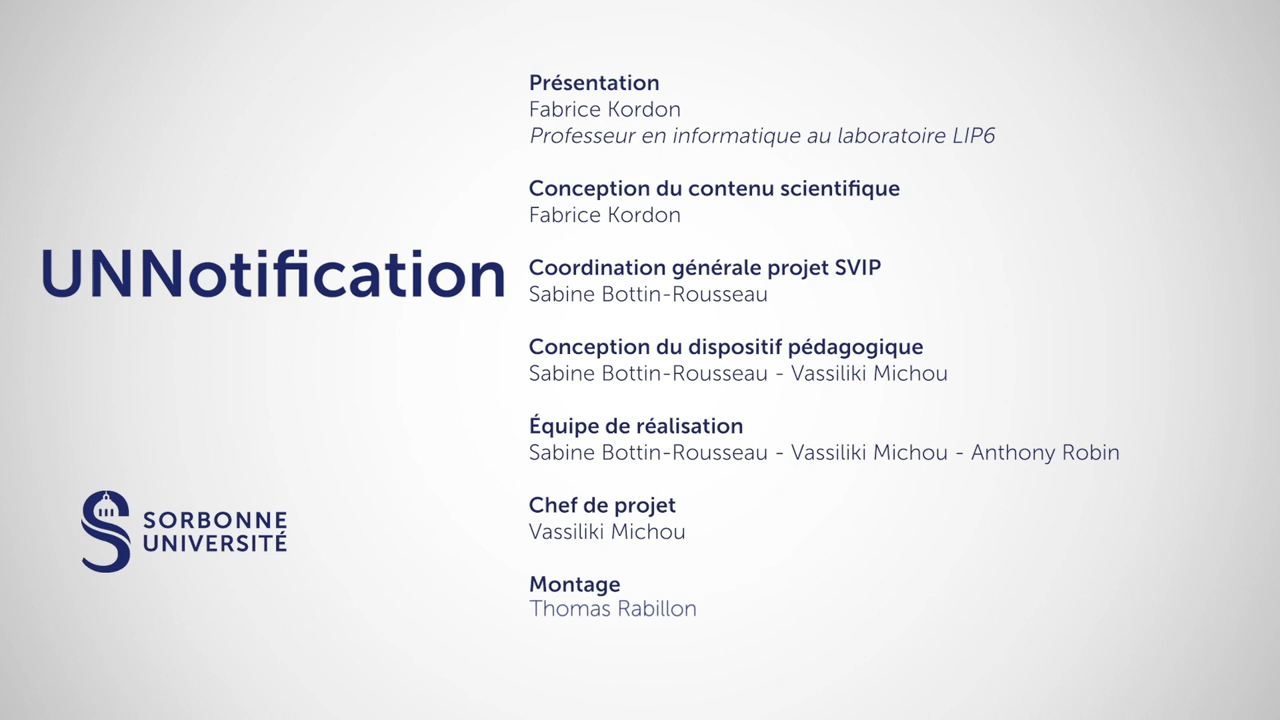 UNNotification
SORBONNE
UNIVERSITÉ
Présentation
Fabrice Kordon
Professeur en informatique au laboratoire LIP6
Conception du contenu scientifique
Fabrice Kordon
Coordination générale projet SVIP
Sabine Bottin-Rousseau
Conception du dispositif pédagogique
Sabine Bottin-Rousseau - Vassiliki Michou
Équipe de réalisation
Sabine Bottin-Rousseau - Vassiliki Michou - Anthony Robin
Chef de projet
Vassiliki Michou
Montage
Thomas Rabillon